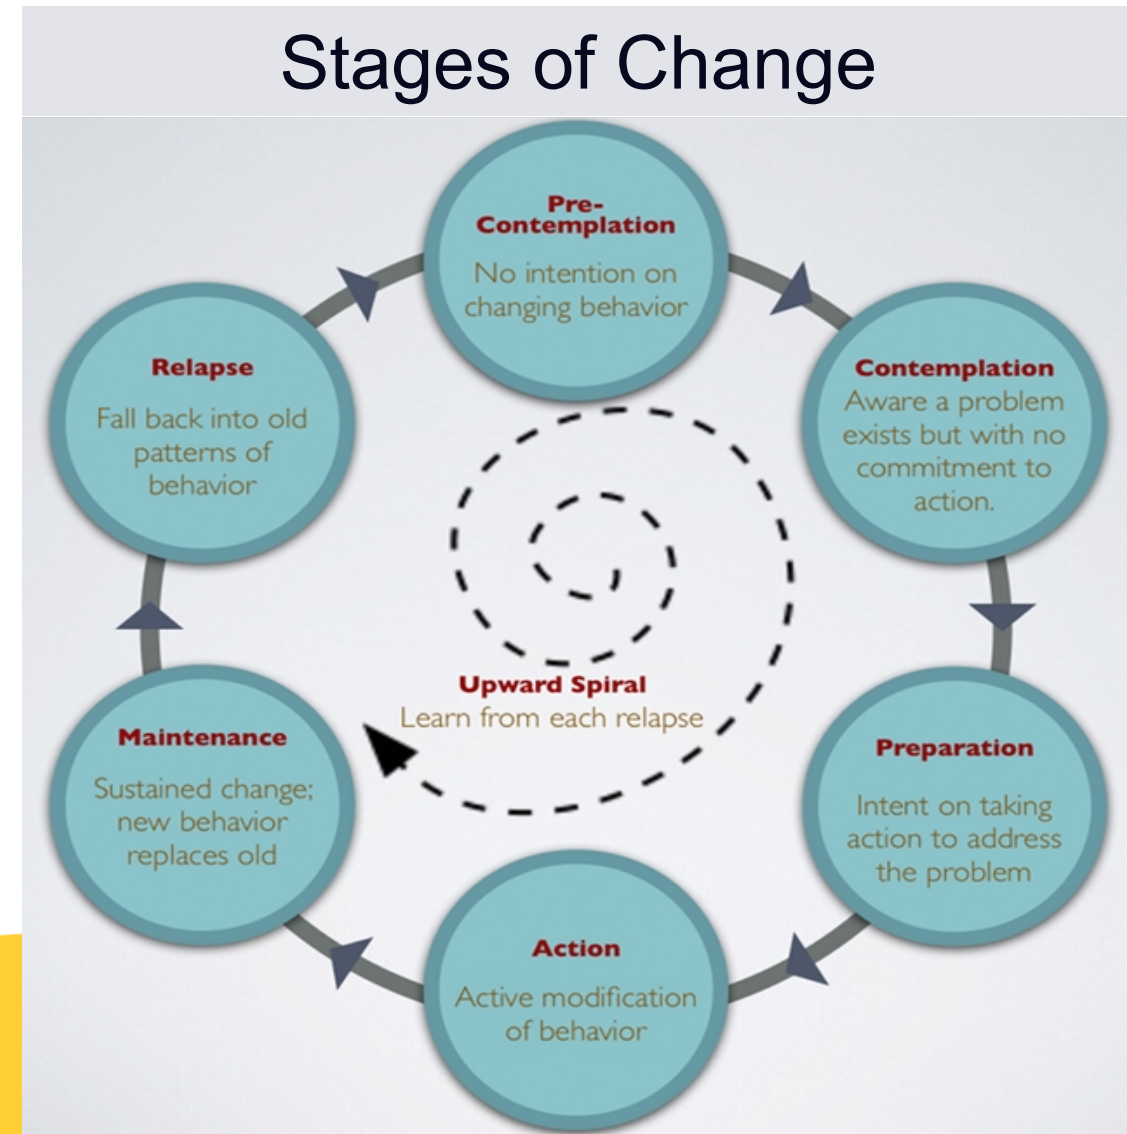 Stages of Change
Pre-
Contemplation
No intention on
changing behavior
Contemplation
Aware a problem
exists but with no
commitment to
action.
Preparation
Intent on taking
action to address
the problem
Action
Active modification
of behavior
Maintenance
Sustained change;
new behavior
replaces old
Relapse
Fall back into old
patterns of
behavior
Upward Spiral
Learn from each relapse